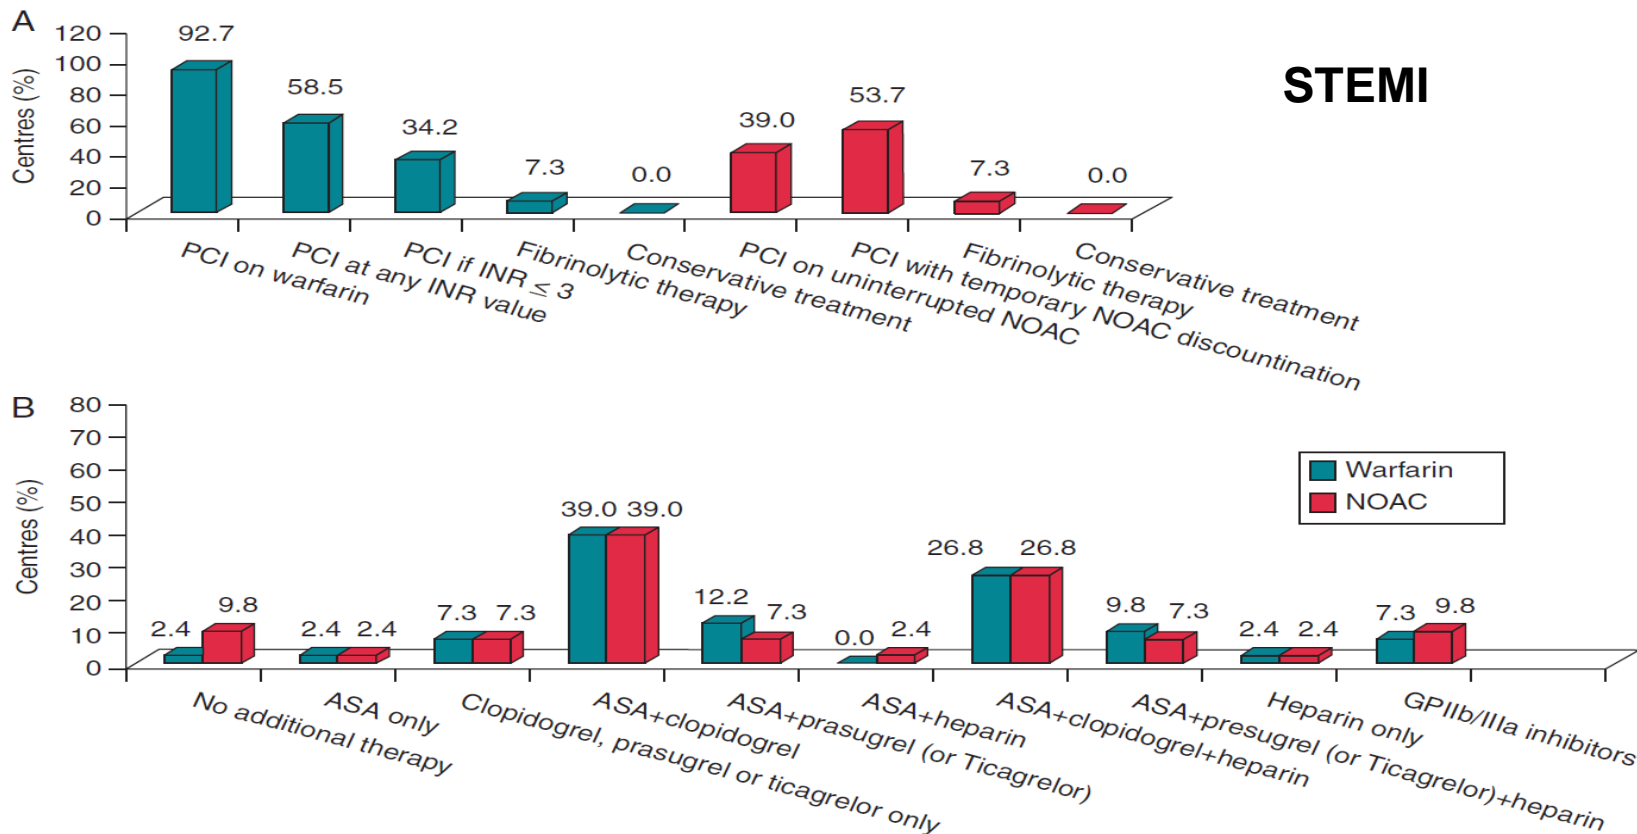 A
STEMI
Centres (%)
120
100
80
60
40
20
0
92.7
58.5
34.2
7.3
0.0
39.0
53.7
7.3
0.0
PCI on warfarin
PCI at any INR value
PCI if INR ≤ 3
Fibrinolytic therapy
Conservative treatment
PCI on uninterrupted NOAC
PCI with temporary NOAC discountination
Fibrinolytic therapy
Conservative treatment
B
Centres (%)
80
70
60
50
40
30
20
10
0
Warfarin
NOAC
2.4 9.8
2.4 2.4
7.3 7.3
39.0 39.0
12.2 7.3
0.0 2.4
26.8 26.8
9.8 7.3
2.4 2.4
7.3 9.8
No additional therapy
ASA only
Clopidogrel, prasugrel or ticagrelor only
ASA+clopidogrel
ASA+prasugrel (or Ticagrelor)
ASA+heparin
ASA+clopidogrel+heparin
ASA+presugrel (or Ticagrelor)+heparin
Heparin only
GPIIb/IIIa inhibitors